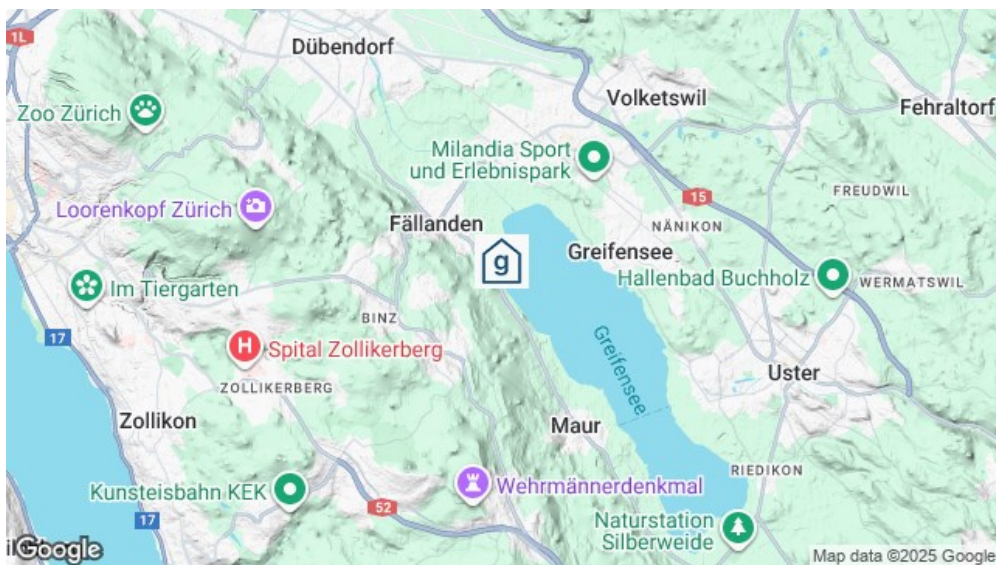 1L
Dübendorf
Volketswil
Fehraltorf
Zoo Zürich
Milandia Sport
und Erlebnispark
15
FREUDWIL
Loorenkopf Zürich
Fällanden
NÄNIKON
g
Greifensee
Hallenbad Buchholz
WERMATSWIL
Im Tiergarten
BINZ
17
H
Spital Zollikerberg
Greifensee
Uster
ZOLLIKERBERG
Zollikon
Maur
RIEDIKON
Kunsteisbahn KEK
Wehrmännerdenkmal
52
17
Naturstation
Silberweide
Google
Map data ©2025 Google